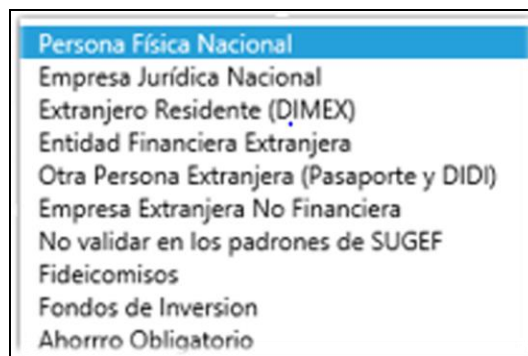 Persona Física Nacional
Empresa Jurídica Nacional
Extranjero Residente (DIMEX)
Entidad Financiera Extranjera
Otra Persona Extranjera (Pasaporte y DIDI)
Empresa Extranjera No Financiera
No validar en los padrones de SUGEF
Fideicomisos
Fondos de Inversion
Ahorrro Obligatorio